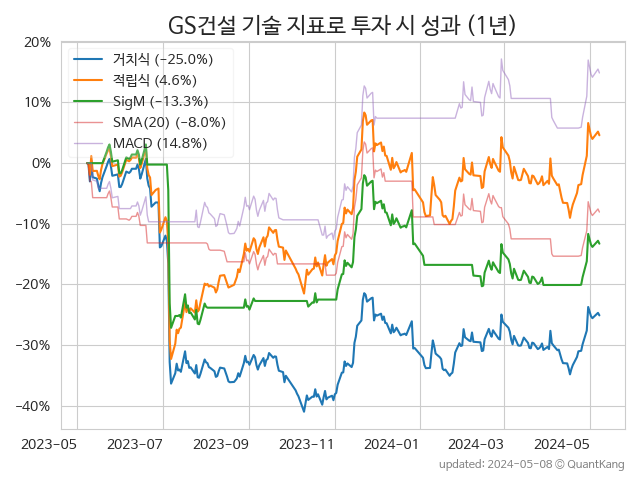 GS건설 기술 지표로 투자 시 성과 (1년)
20%
10%
0%
−10%
−20%
−30%
−40%
거치식 (−25.0%)
적립식 (4.6%)
SigM (−13.3%)
SMA(20) (−8.0%)
MACD (14.8%)
2023-05 2023-07 2023-09 2023-11 2024-01 2024-03 2024-05
updated: 2024-05-08 © QuantKang